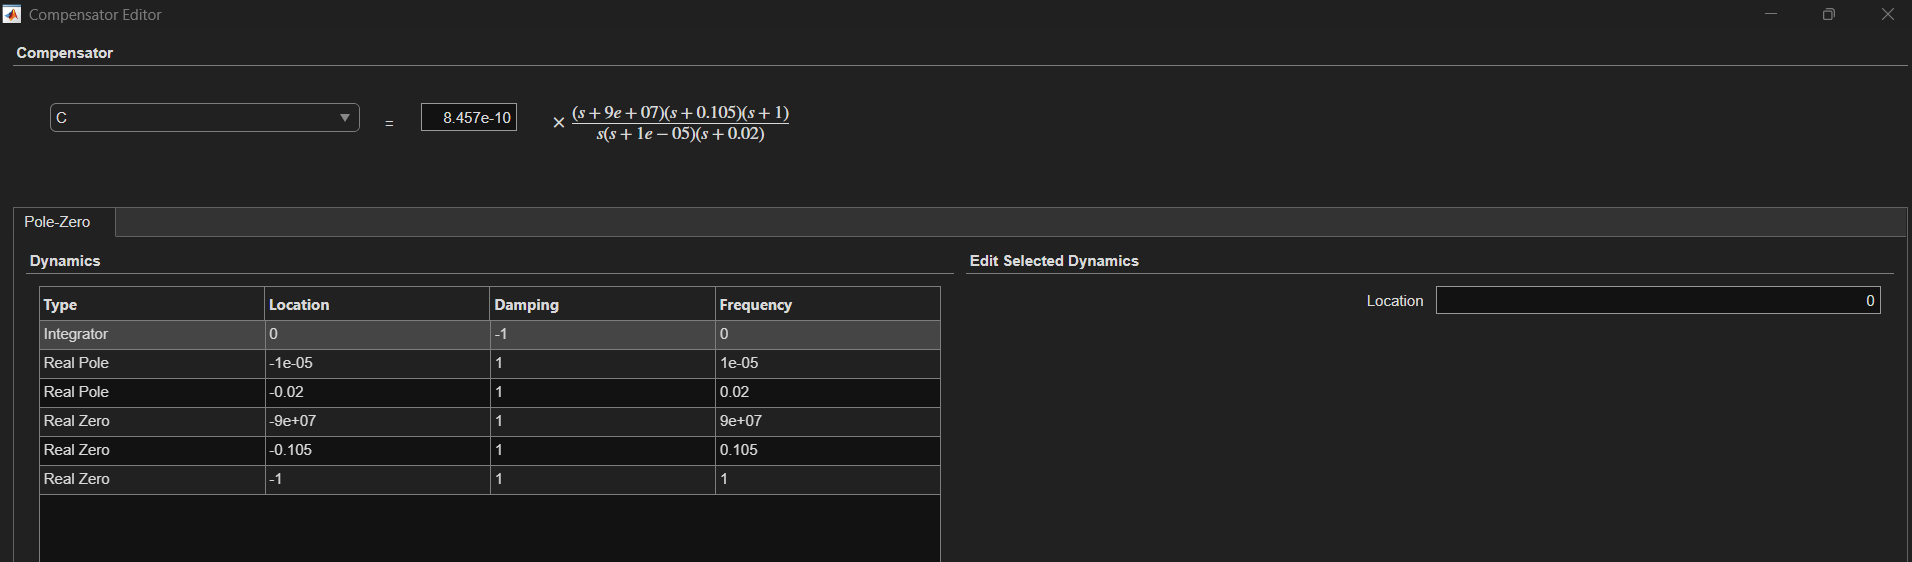 Compensator Editor
Compensator
C = 8.457e-10 × (s + 9e + 07)(s + 0.105)(s + 1)
s(s + 1e − 05)(s + 0.02)
Pole-Zero
Dynamics
Edit Selected Dynamics
Type Location Damping Frequency
Location 0
Integrator 0 -1 0
Real Pole -1e-05 1 1e-05
Real Pole -0.02 1 0.02
Real Zero -9e+07 1 9e+07
Real Zero -0.105 1 0.105
Real Zero -1 1 1